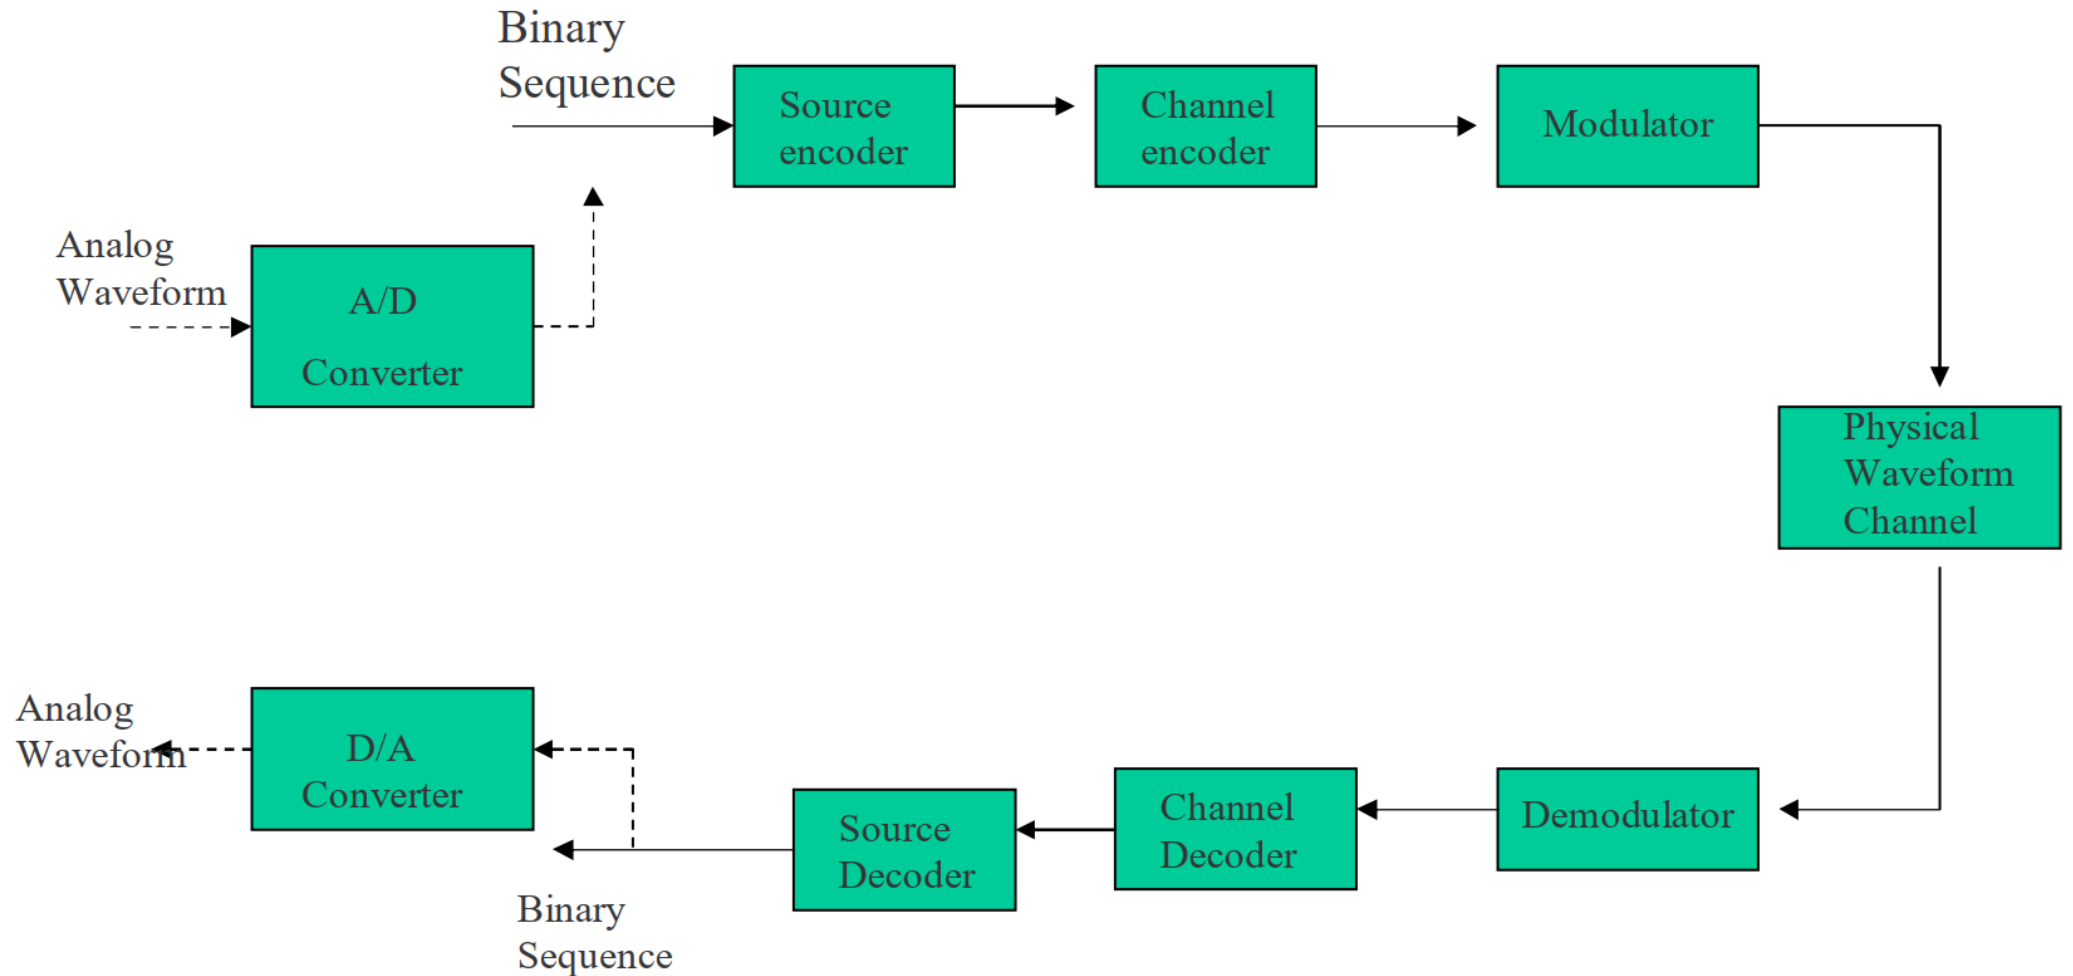 Binary
Sequence
Source
encoder
Channel
encoder
Modulator
Analog
Waveform
A/D
Converter
Physical
Waveform
Channel
Analog
Waveform
D/A
Converter
Source
Decoder
Channel
Decoder
Demodulator
Binary
Sequence